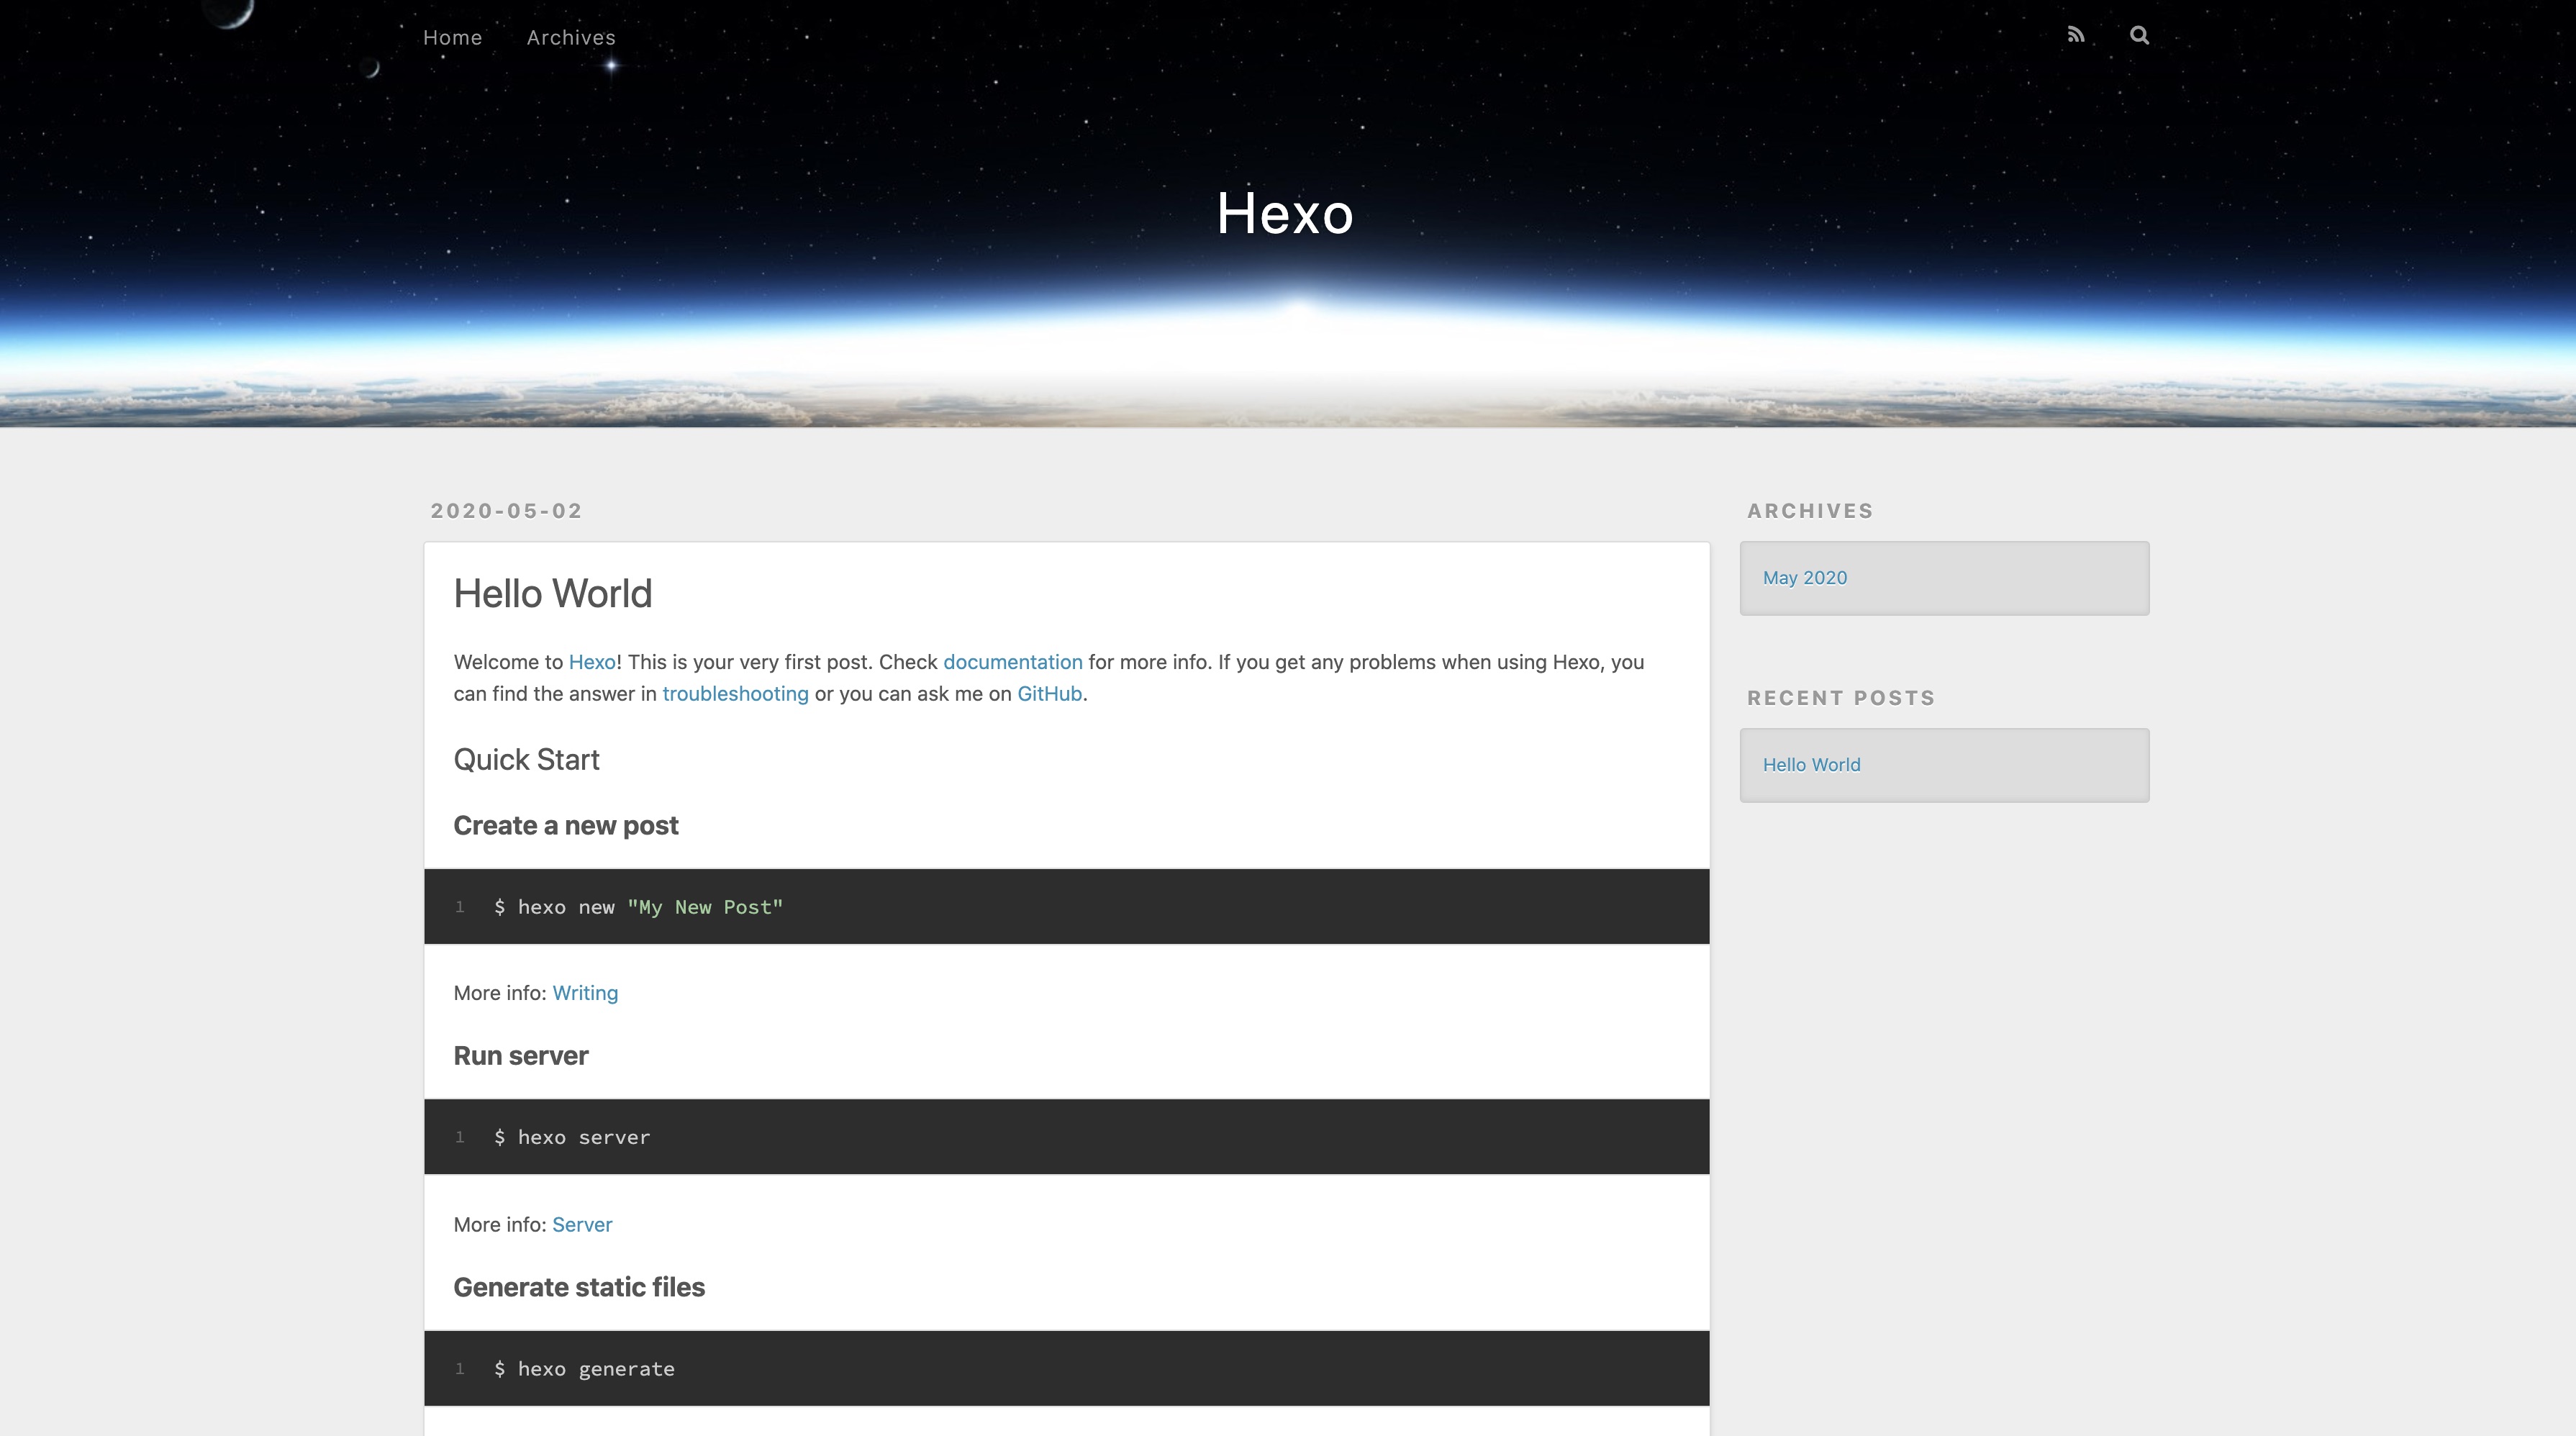 Home Archives
Hexo
2020-05-02
Hello World
Welcome to Hexo! This is your very first post. Check documentation for more info. If you get any problems when using Hexo, you
can find the answer in troubleshooting or you can ask me on GitHub.
Quick Start
Create a new post
1 $ hexo new "My New Post"
More info: Writing
Run server
1 $ hexo server
More info: Server
Generate static files
1 $ hexo generate
ARCHIVES
May 2020
RECENT POSTS
Hello World